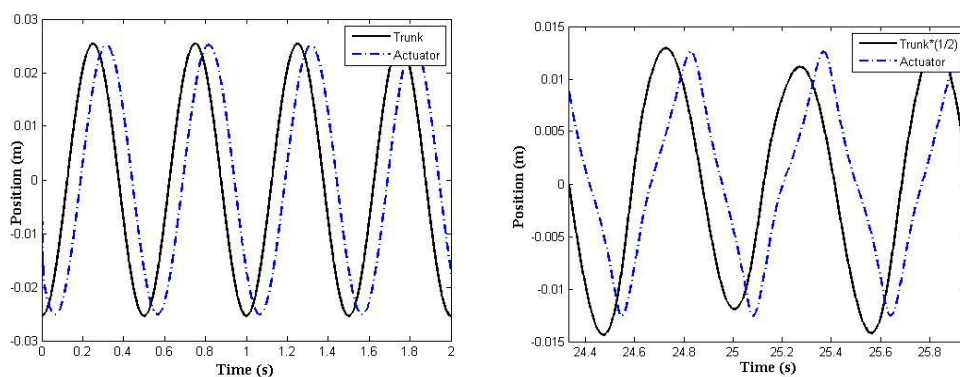 0.03
0.02
0.01
0
-0.01
-0.02
-0.03
Position (m)
0 0.2 0.4 0.6 0.8 1.0 1.2 1.4 1.6 1.8 2
Time (s)
Trunk
Actuator
0.015
0.01
0.005
0
-0.005
-0.01
-0.015
Position (m)
24.4 24.6 24.8 25 25.2 25.4 25.6 25.8
Time (s)
Trunk*(1/2)
Actuator